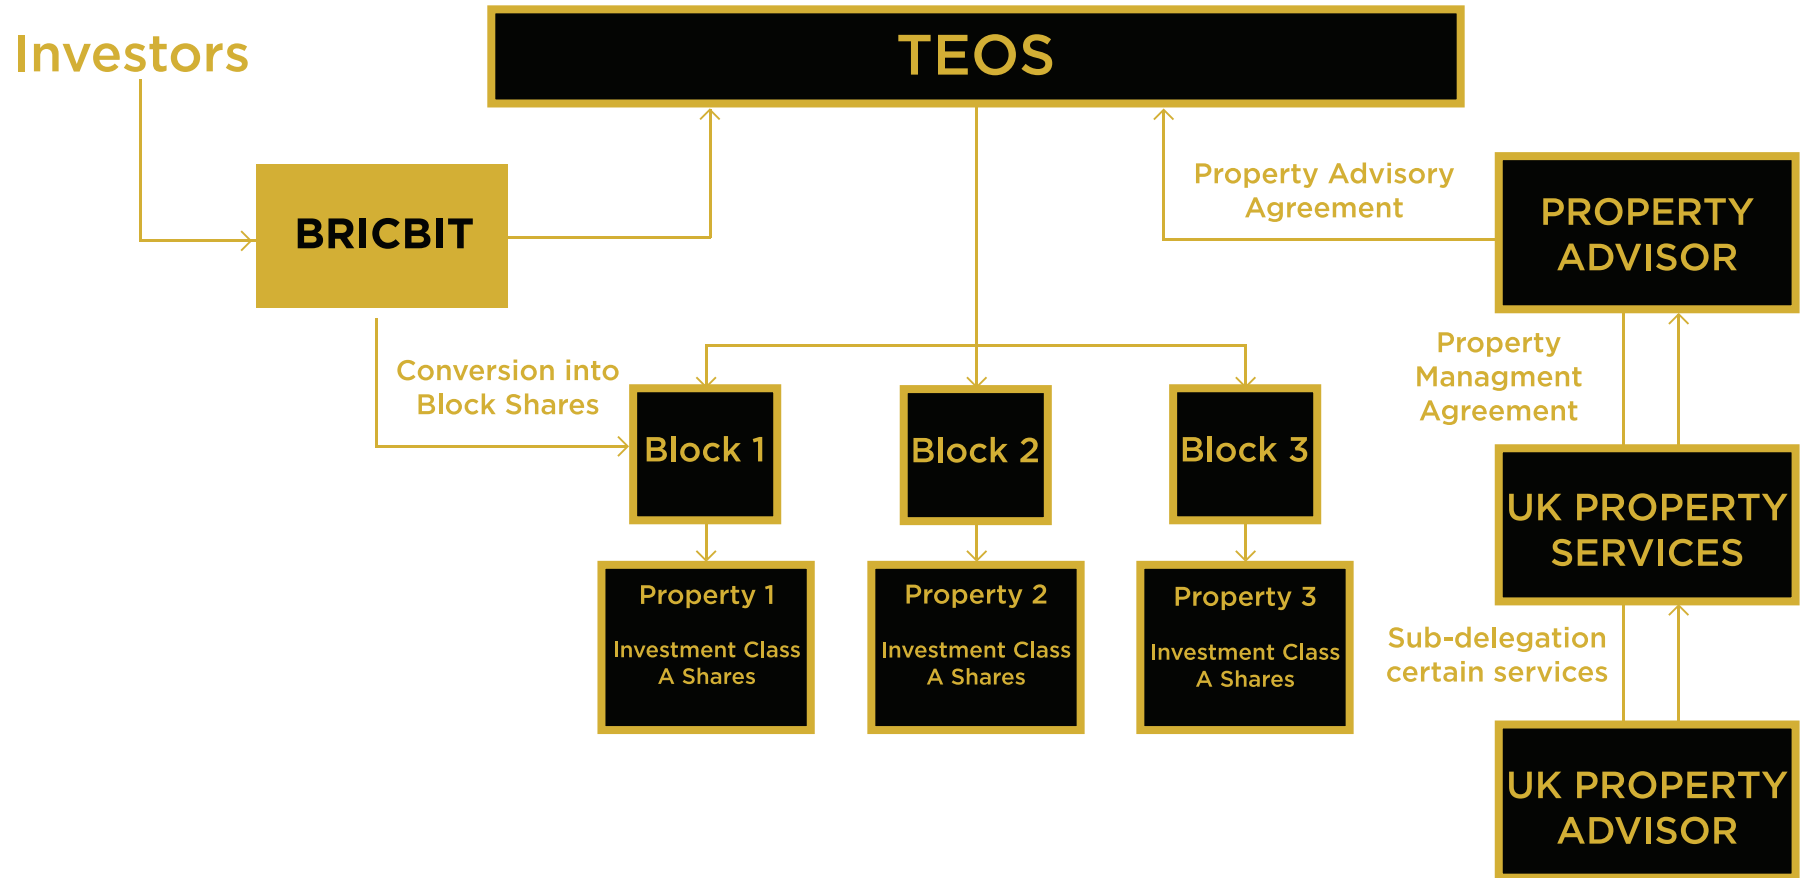 Investors
TEOS
BRICBIT
Property Advisory
Agreement
PROPERTY
ADVISOR
Conversion into
Block Shares
Property
Managment
Agreement
Block 1
Block 2
Block 3
UK PROPERTY
SERVICES
Property 1
Investment Class
A Shares
Property 2
Investment Class
A Shares
Property 3
Investment Class
A Shares
Sub-delegation
certain services
UK PROPERTY
ADVISOR